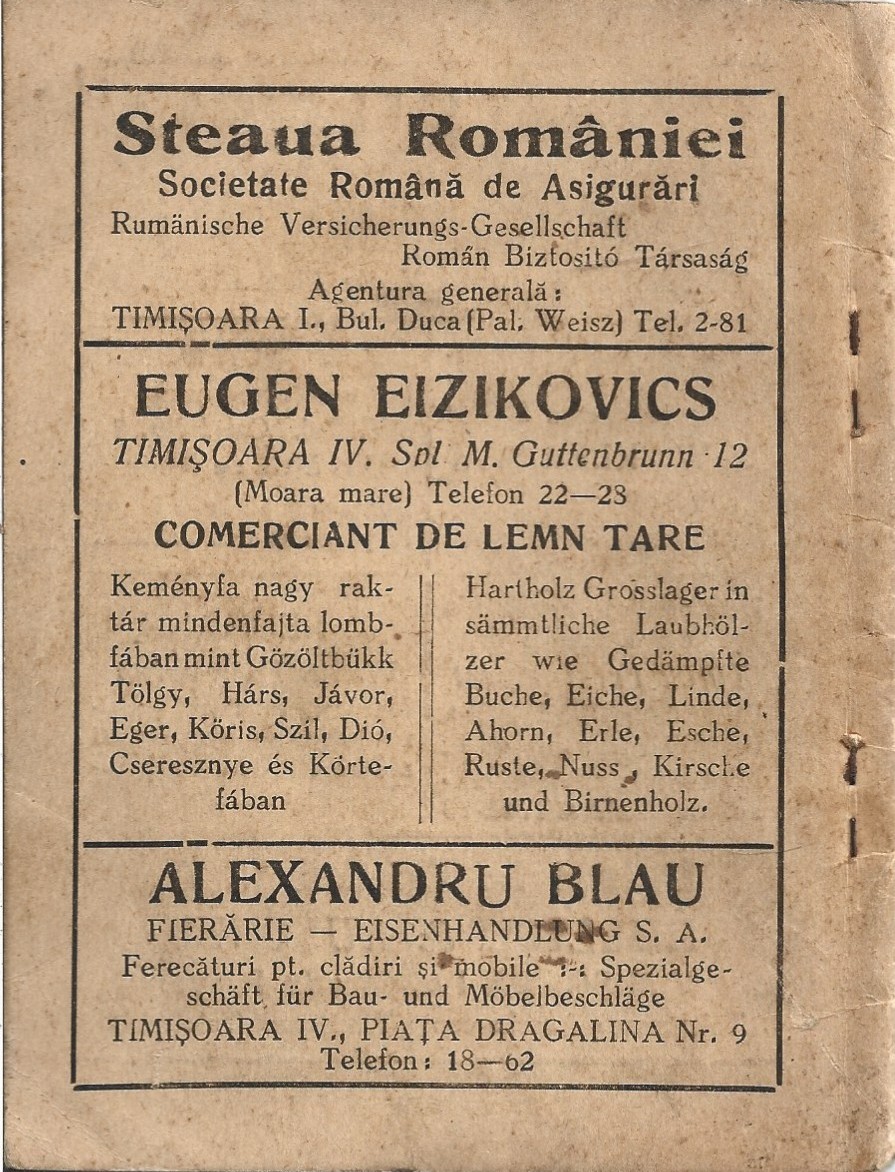 Steaua României
Societate Română de Asigurări
Rumänische Versicherungs-Gesellschaft
Román Biztositó Társaság
Agentura generală:
TIMIŞOARA I., Bul. Duca (Pal. Weisz) Tel. 2-81
EUGEN EIZIKOVICS
TIMIŞOARA IV. Spl M. Guttenbrunn 12
(Moara mare) Telefon 22—23
COMERCIANT DE LEMN TARE
Keményfa nagy rak-
tár mindenfajta lomb-
fában mint Gőzöltbükk
Tölgy, Hárs, Jávor,
Eger, Kőris, Szil, Dió,
Cseresznye és Körte-
fában
Hartholz Grosslager in
sämmtliche Laubhöl-
zer wie Gedämpfte
Buche, Eiche, Linde,
Ahorn, Erle, Esche,
Ruste, Nuss, Kirsche
und Birnenholz.
ALEXANDRU BLAU
FIERĂRIE — EISENHANDLUNG S. A.
Ferecături pt. clădiri şi mobile :-: Spezialge-
schäft für Bau- und Möbelbeschläge
TIMIŞOARA IV., PIAŢA DRAGALINA Nr. 9
Telefon: 18—62